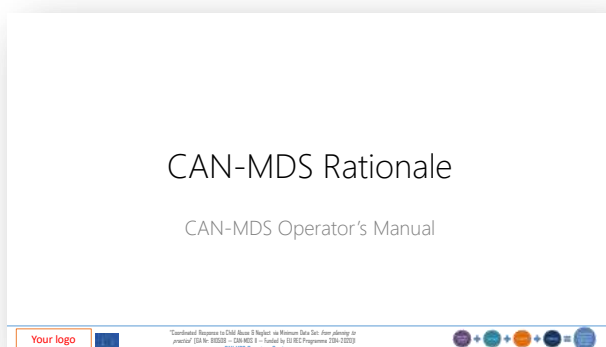 CAN-MDS Rationale
CAN-MDS Operator's Manual
Your logo
"Coordinated Response to Child Abuse & Neglect via Minimum Data Set: from planning to
practice" [GA Nr: 810508 — CAN-MDS II — funded by EU REC Programme 2014-2020)]